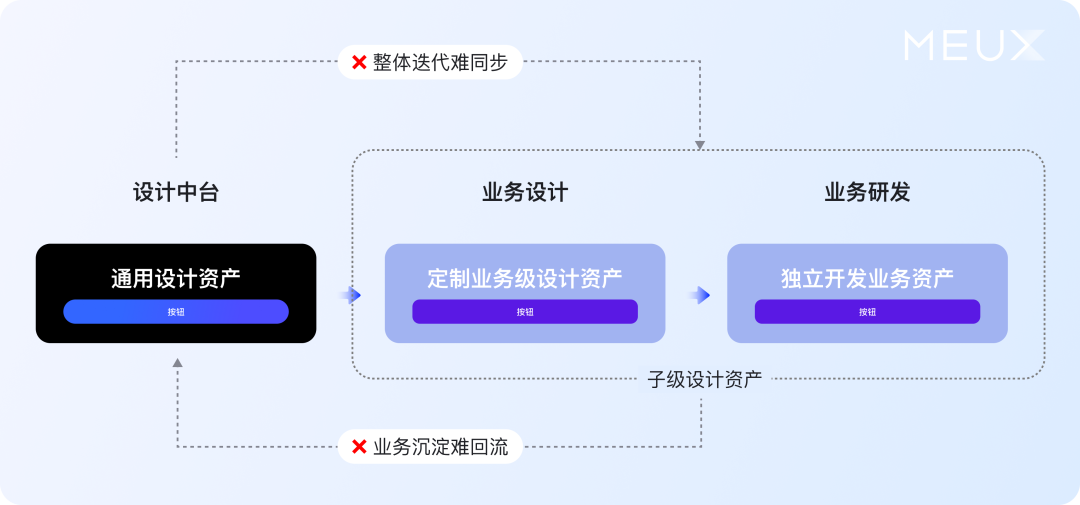 MEUX
整体迭代难同步
设计中台
业务设计
业务研发
通用设计资产
按钮
定制业务级设计资产
按钮
独立开发业务资产
按钮
子级设计资产
业务沉淀难回流